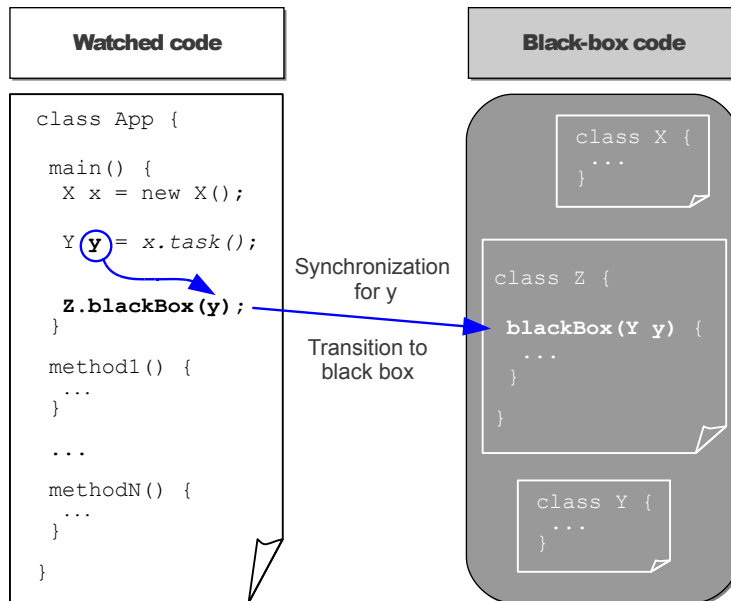 Watched code
class App {
main() {
X x = new X();
Y y = x.task();
Z.blackBox(y);
}
method1() {
...
}
...
methodN() {
...
}
}
Synchronization
for y
Transition to
black box
Black-box code
class X {
...
}
class Z {
blackBox(Y y) {
...
}
}
class Y {
...
}